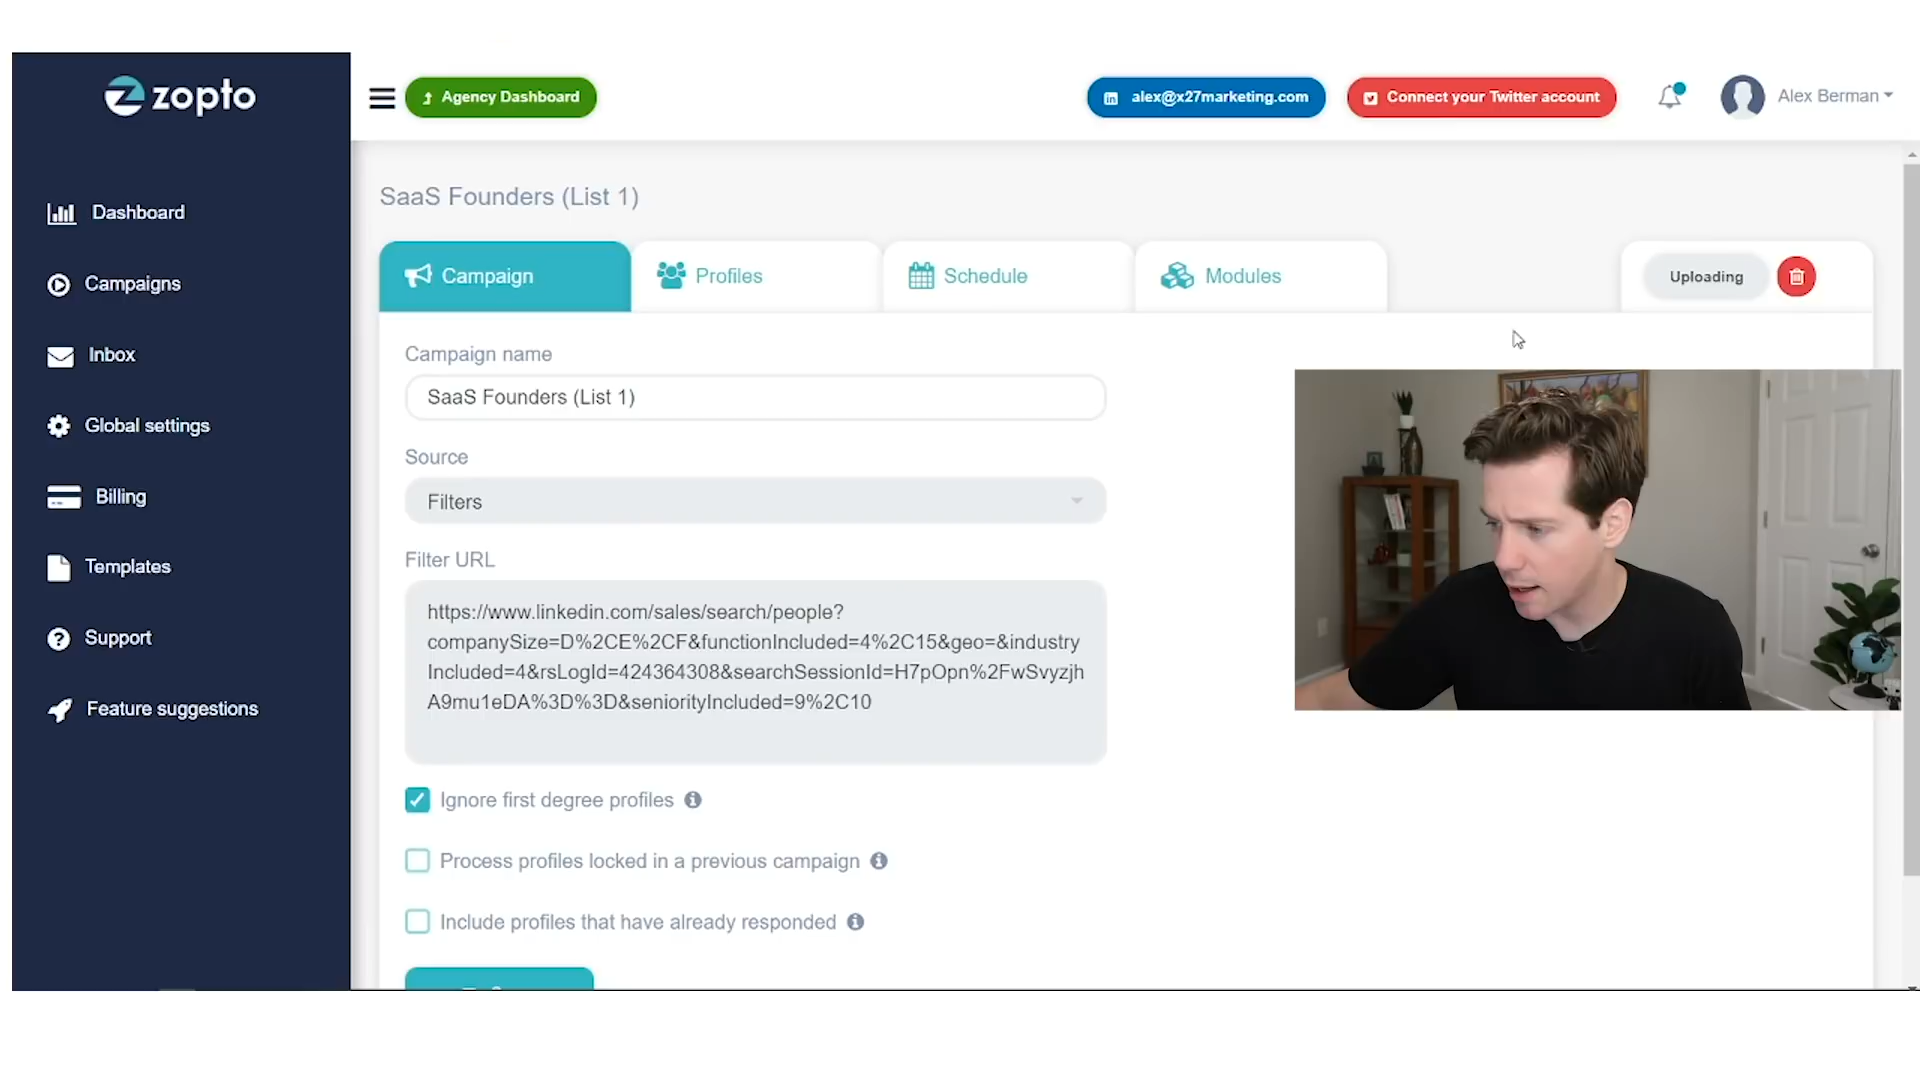 zopto
Agency Dashboard
alex@x27marketing.com
Connect your Twitter account
Alex Berman
Dashboard
Campaigns
Inbox
Global settings
Billing
Templates
Support
Feature suggestions
SaaS Founders (List 1)
Campaign
Profiles
Schedule
Modules
Uploading
Campaign name
SaaS Founders (List 1)
Source
Filters
Filter URL
https://www.linkedin.com/sales/search/people?
companySize=D%2CE%2CF&functionIncluded=4%2C15&geo=&industry
Included=4&rsLogId=424364308&searchSessionId=H7pOpn%2FwSvyzjh
A9mu1eDA%3D%3D&seniorityIncluded=9%2C10
Ignore first degree profiles
Process profiles locked in a previous campaign
Include profiles that have already responded